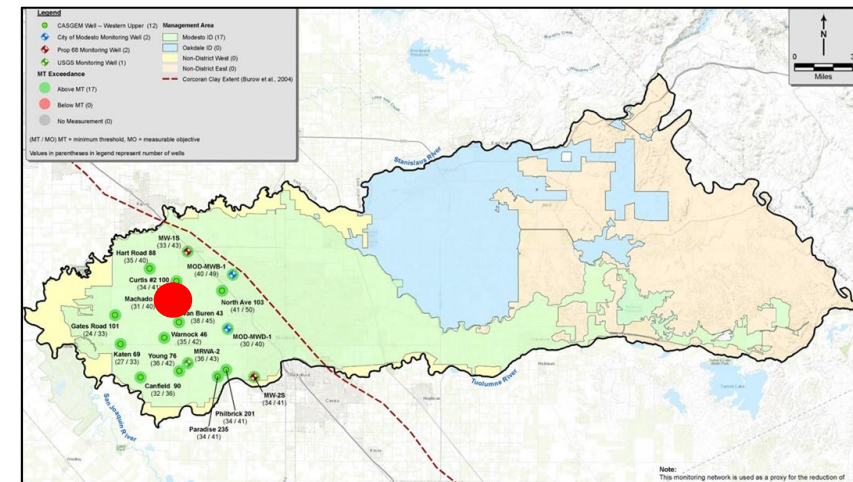 Legend
CASGEM Well – Western Upper (12)
City of Modesto Monitoring Well (2)
Prop 68 Monitoring Well (2)
USGS Monitoring Well (1)
MT Exceedance
Above MT (17)
Below MT (0)
No Measurement (0)
(MT / MO) MT = minimum threshold, MO = measurable objective
Values in parentheses in legend represent number of wells
Management Area
Modesto ID (17)
Oakdale ID (0)
Non-District West (0)
Non-District East (0)
Corcoran Clay Extent (Burow et al., 2004)
N
0
Miles
Stanislaus River
MW-1S
(33 / 43)
Hart Road 88
(35 / 40)
MOD-MWB-1
(40 / 49)
Curtis #2 100
(34 / 41)
Machado
(31 / 40)
North Ave 103
(41 / 50)
an Buren 43
(38 / 45)
Gates Road 101
(24 / 33)
Warnock 46
(35 / 42)
MOD-MWD-1
(30 / 40)
Katen 69
(27 / 33)
Young 76
(36 / 42)
MRWA-2
(36 / 43)
Canfield 90
(32 / 36)
MW-2S
(34 / 41)
Philbrick 201
(34 / 41)
Paradise 235
(34 / 41)
Tuolumne River
San Joaquin River
Note:
This monitoring network is used as a proxy for the reduction of